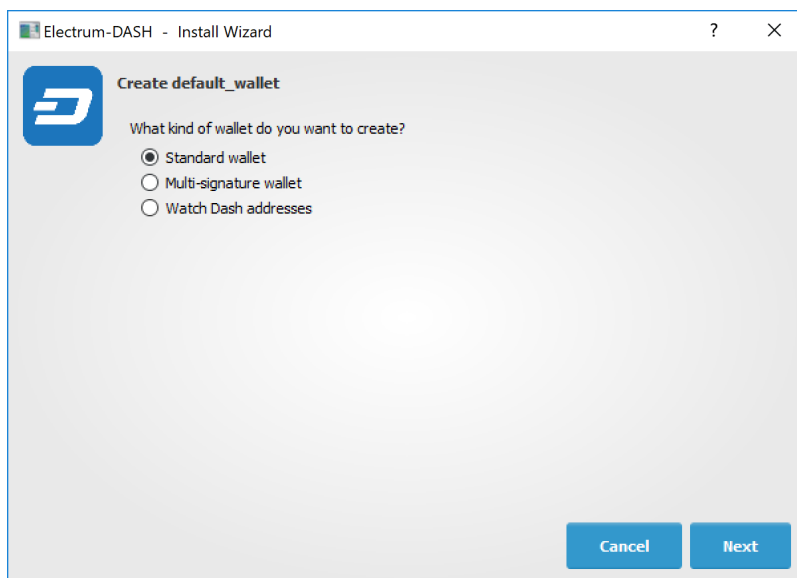 Electrum-DASH - Install Wizard
Create default_wallet
What kind of wallet do you want to create?
Standard wallet
Multi-signature wallet
Watch Dash addresses
Cancel Next